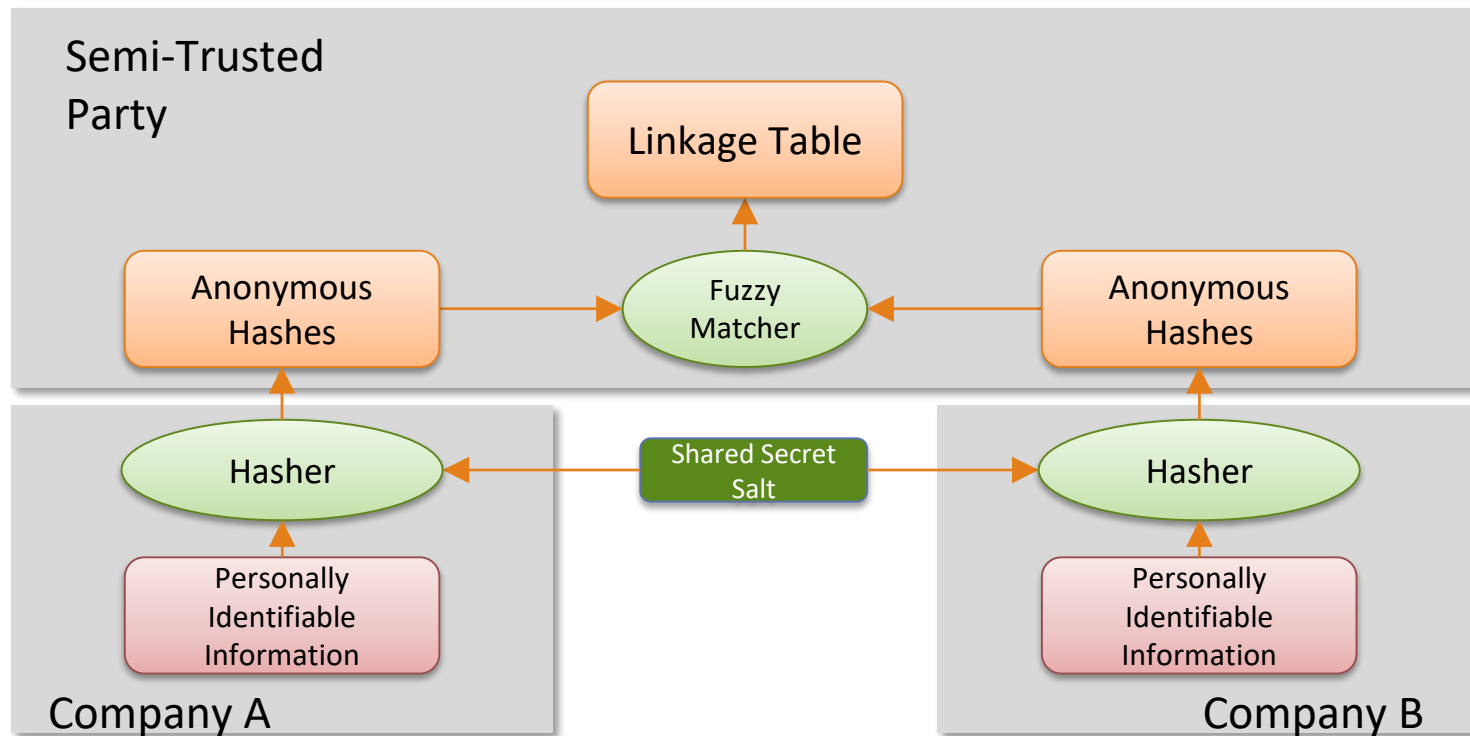 Semi-Trusted
Party
Linkage Table
Anonymous
Hashes
Fuzzy
Matcher
Anonymous
Hashes
Hasher
Shared Secret
Salt
Hasher
Personally
Identifiable
Information
Personally
Identifiable
Information
Company A
Company B